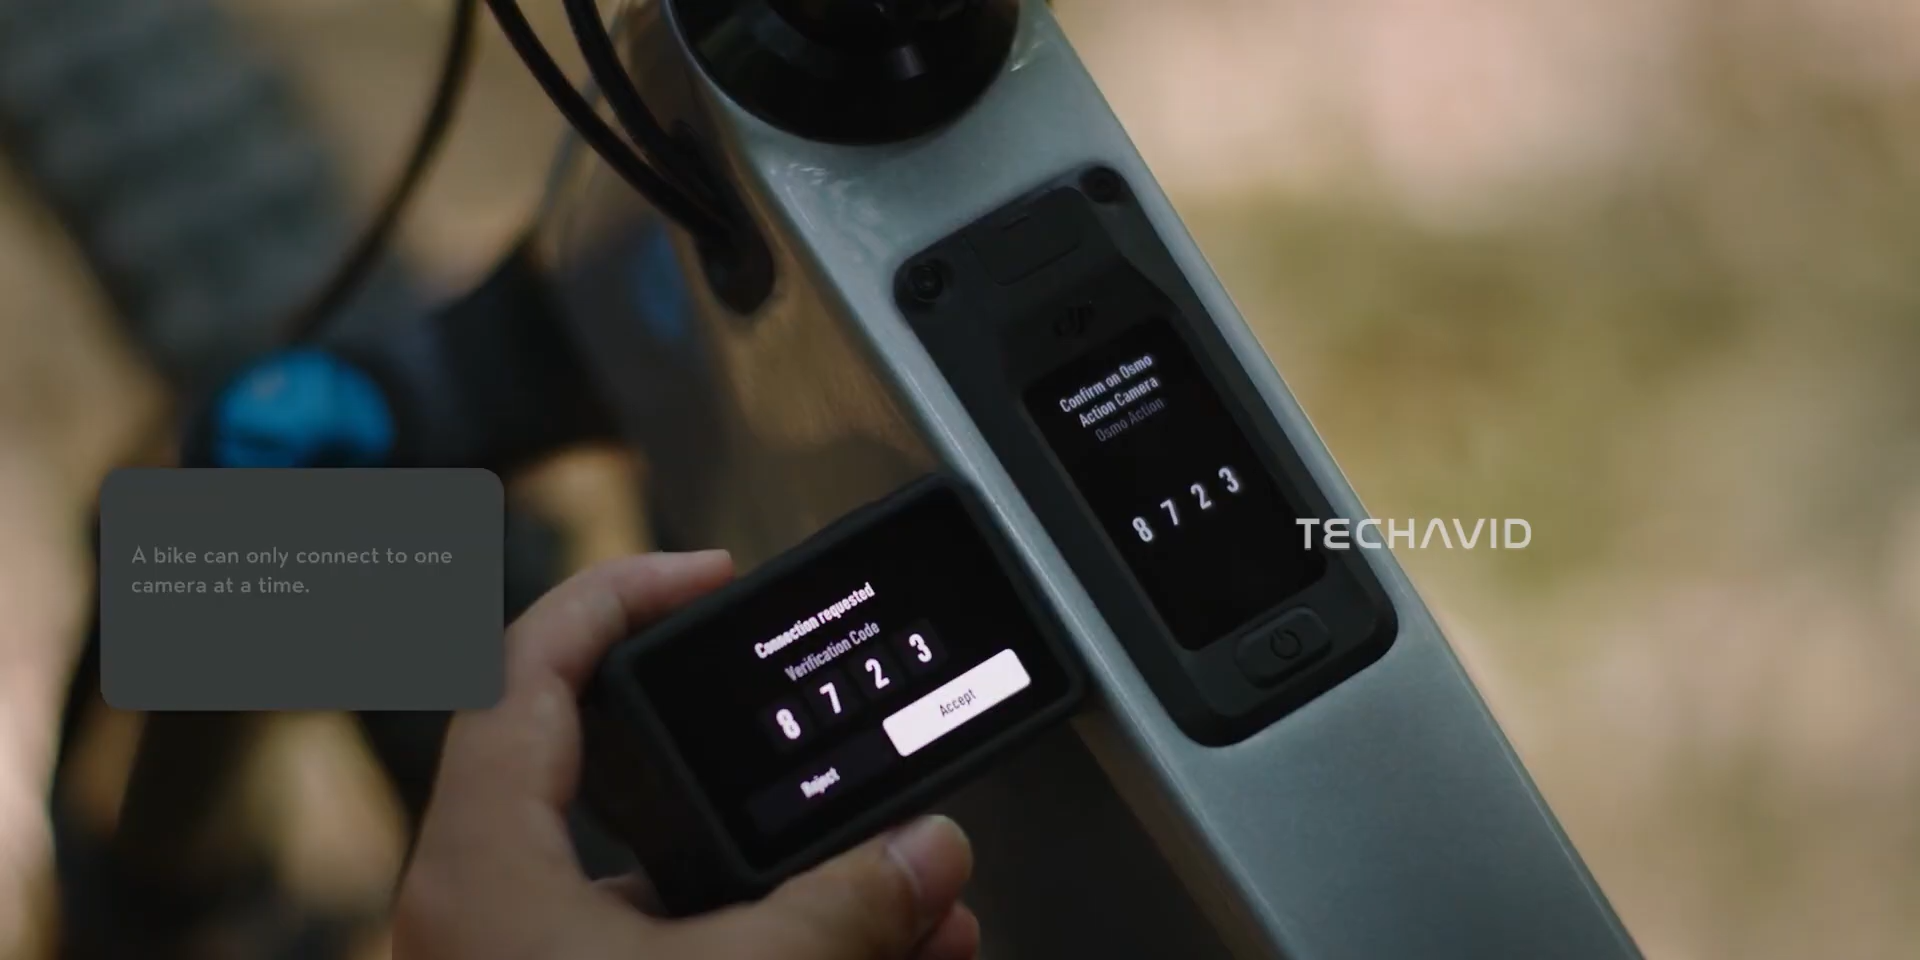 Confirm on Osmo
Action Camera
Osmo Action
8 7 2 3
TECHAVID
A bike can only connect to one
camera at a time.
Connection requested
Verification Code
8 7 2 3
Accept
Reject